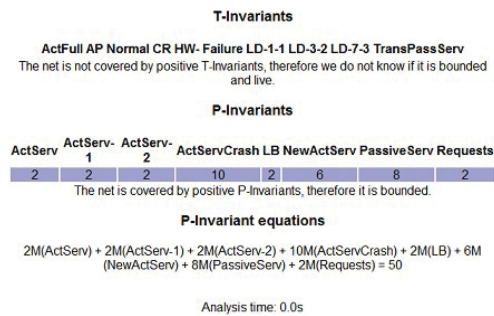 T-Invariants
ActFull AP Normal CR HW- Failure LD-1-1 LD-3-2 LD-7-3 TransPassServ
The net is not covered by positive T-Invariants, therefore we do not know if it is bounded
and live.
P-Invariants
ActServ ActServ-1 ActServ-2 ActServCrash LB NewActServ PassiveServ Requests
2 2 2 10 2 6 8 2
The net is covered by positive P-Invariants, therefore it is bounded.
P-Invariant equations
2M(ActServ) + 2M(ActServ-1) + 2M(ActServ-2) + 10M(ActServCrash) + 2M(LB) + 6M
(NewActServ) + 8M(PassiveServ) + 2M(Requests) = 50
Analysis time: 0.0s